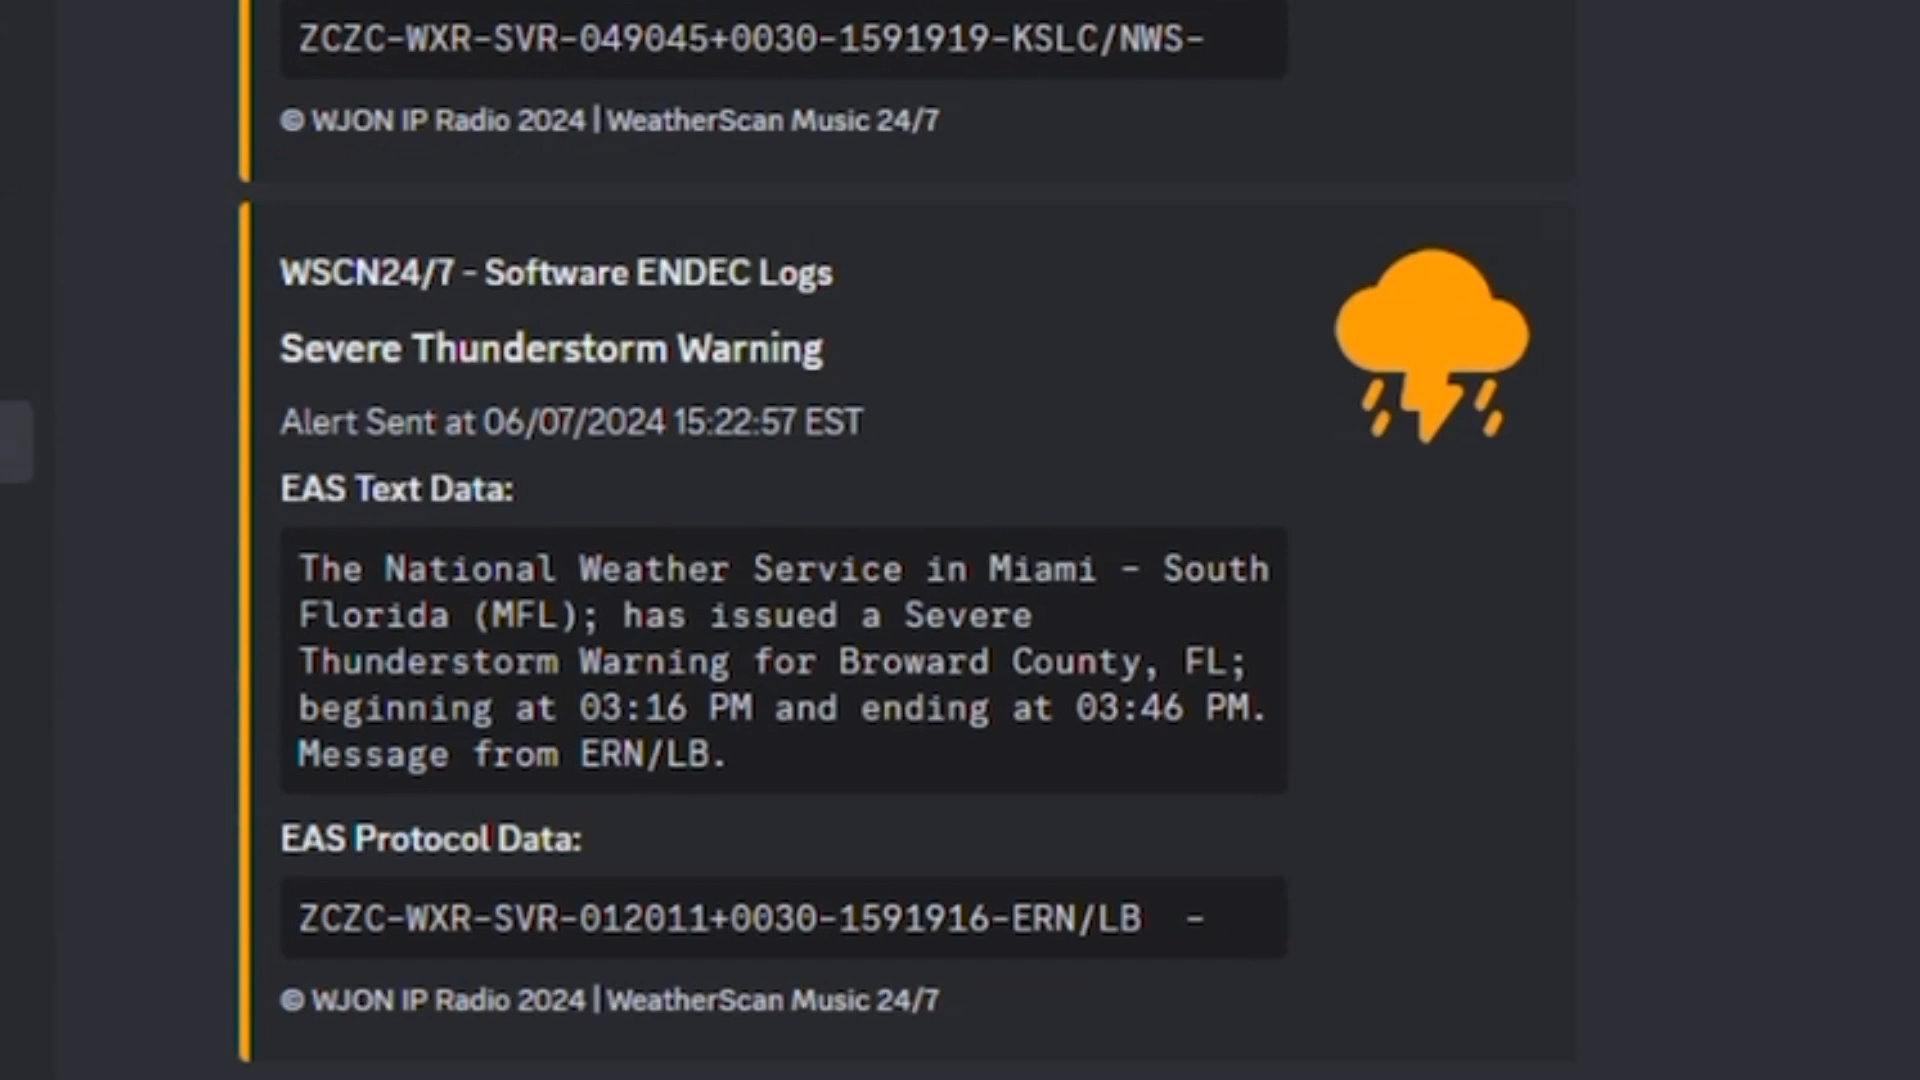 ZCZC-WXR-SVR-049045+0030-1591919-KSLC/NWS-
© WJON IP Radio 2024 | WeatherScan Music 24/7
WSCN24/7 - Software ENDEC Logs
Severe Thunderstorm Warning
Alert Sent at 06/07/2024 15:22:57 EST
EAS Text Data:
The National Weather Service in Miami - South
Florida (MFL); has issued a Severe
Thunderstorm Warning for Broward County, FL;
beginning at 03:16 PM and ending at 03:46 PM.
Message from ERN/LB.
EAS Protocol Data:
ZCZC-WXR-SVR-012011+0030-1591916-ERN/LB  -
© WJON IP Radio 2024 | WeatherScan Music 24/7